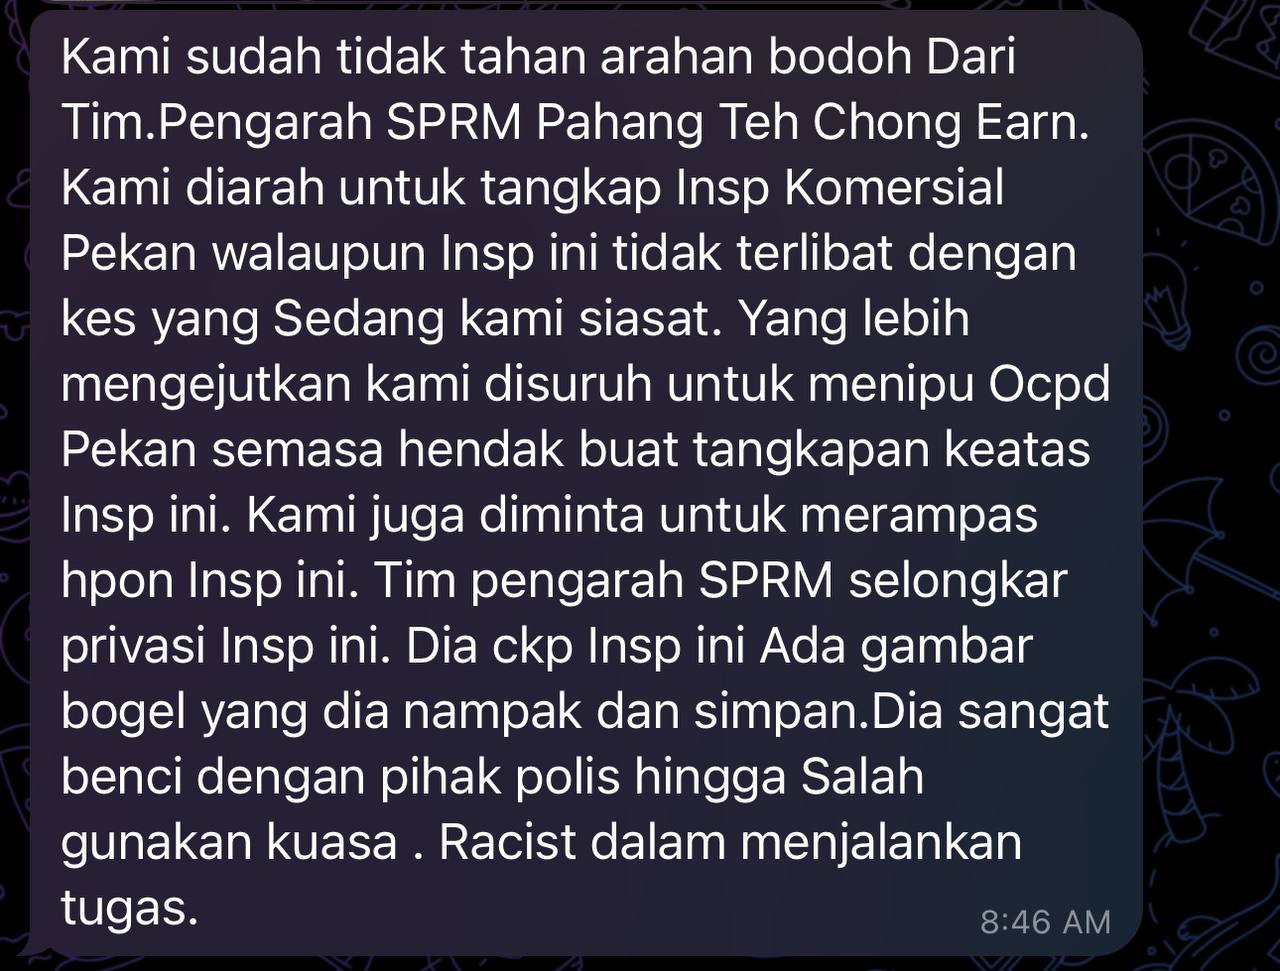 Kami sudah tidak tahan arahan bodoh Dari
Tim.Pengarah SPRM Pahang Teh Chong Earn.
Kami diarah untuk tangkap Insp Komersial
Pekan walaupun Insp ini tidak terlibat dengan
kes yang Sedang kami siasat. Yang lebih
mengejutkan kami disuruh untuk menipu Ocpd
Pekan semasa hendak buat tangkapan keatas
Insp ini. Kami juga diminta untuk merampas
hpon Insp ini. Tim pengarah SPRM selongkar
privasi Insp ini. Dia ckp Insp ini Ada gambar
bogel yang dia nampak dan simpan.Dia sangat
benci dengan pihak polis hingga Salah
gunakan kuasa . Racist dalam menjalankan
tugas.
8:46 AM